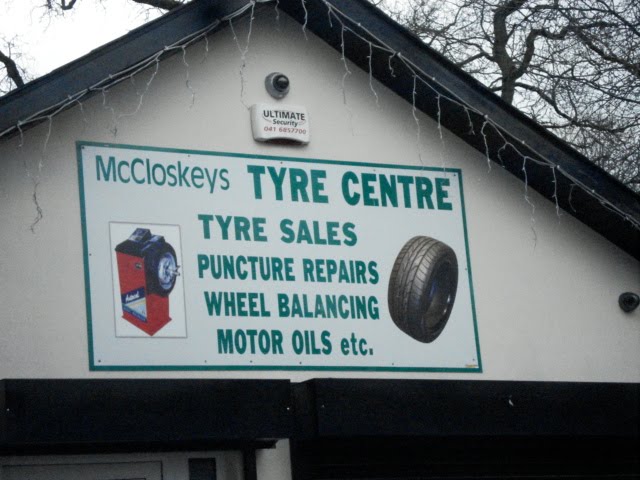 ULTIMATE
Security
041 6857700
McCloskeys TYRE CENTRE
TYRE SALES
PUNCTURE REPAIRS
WHEEL BALANCING
MOTOR OILS etc.